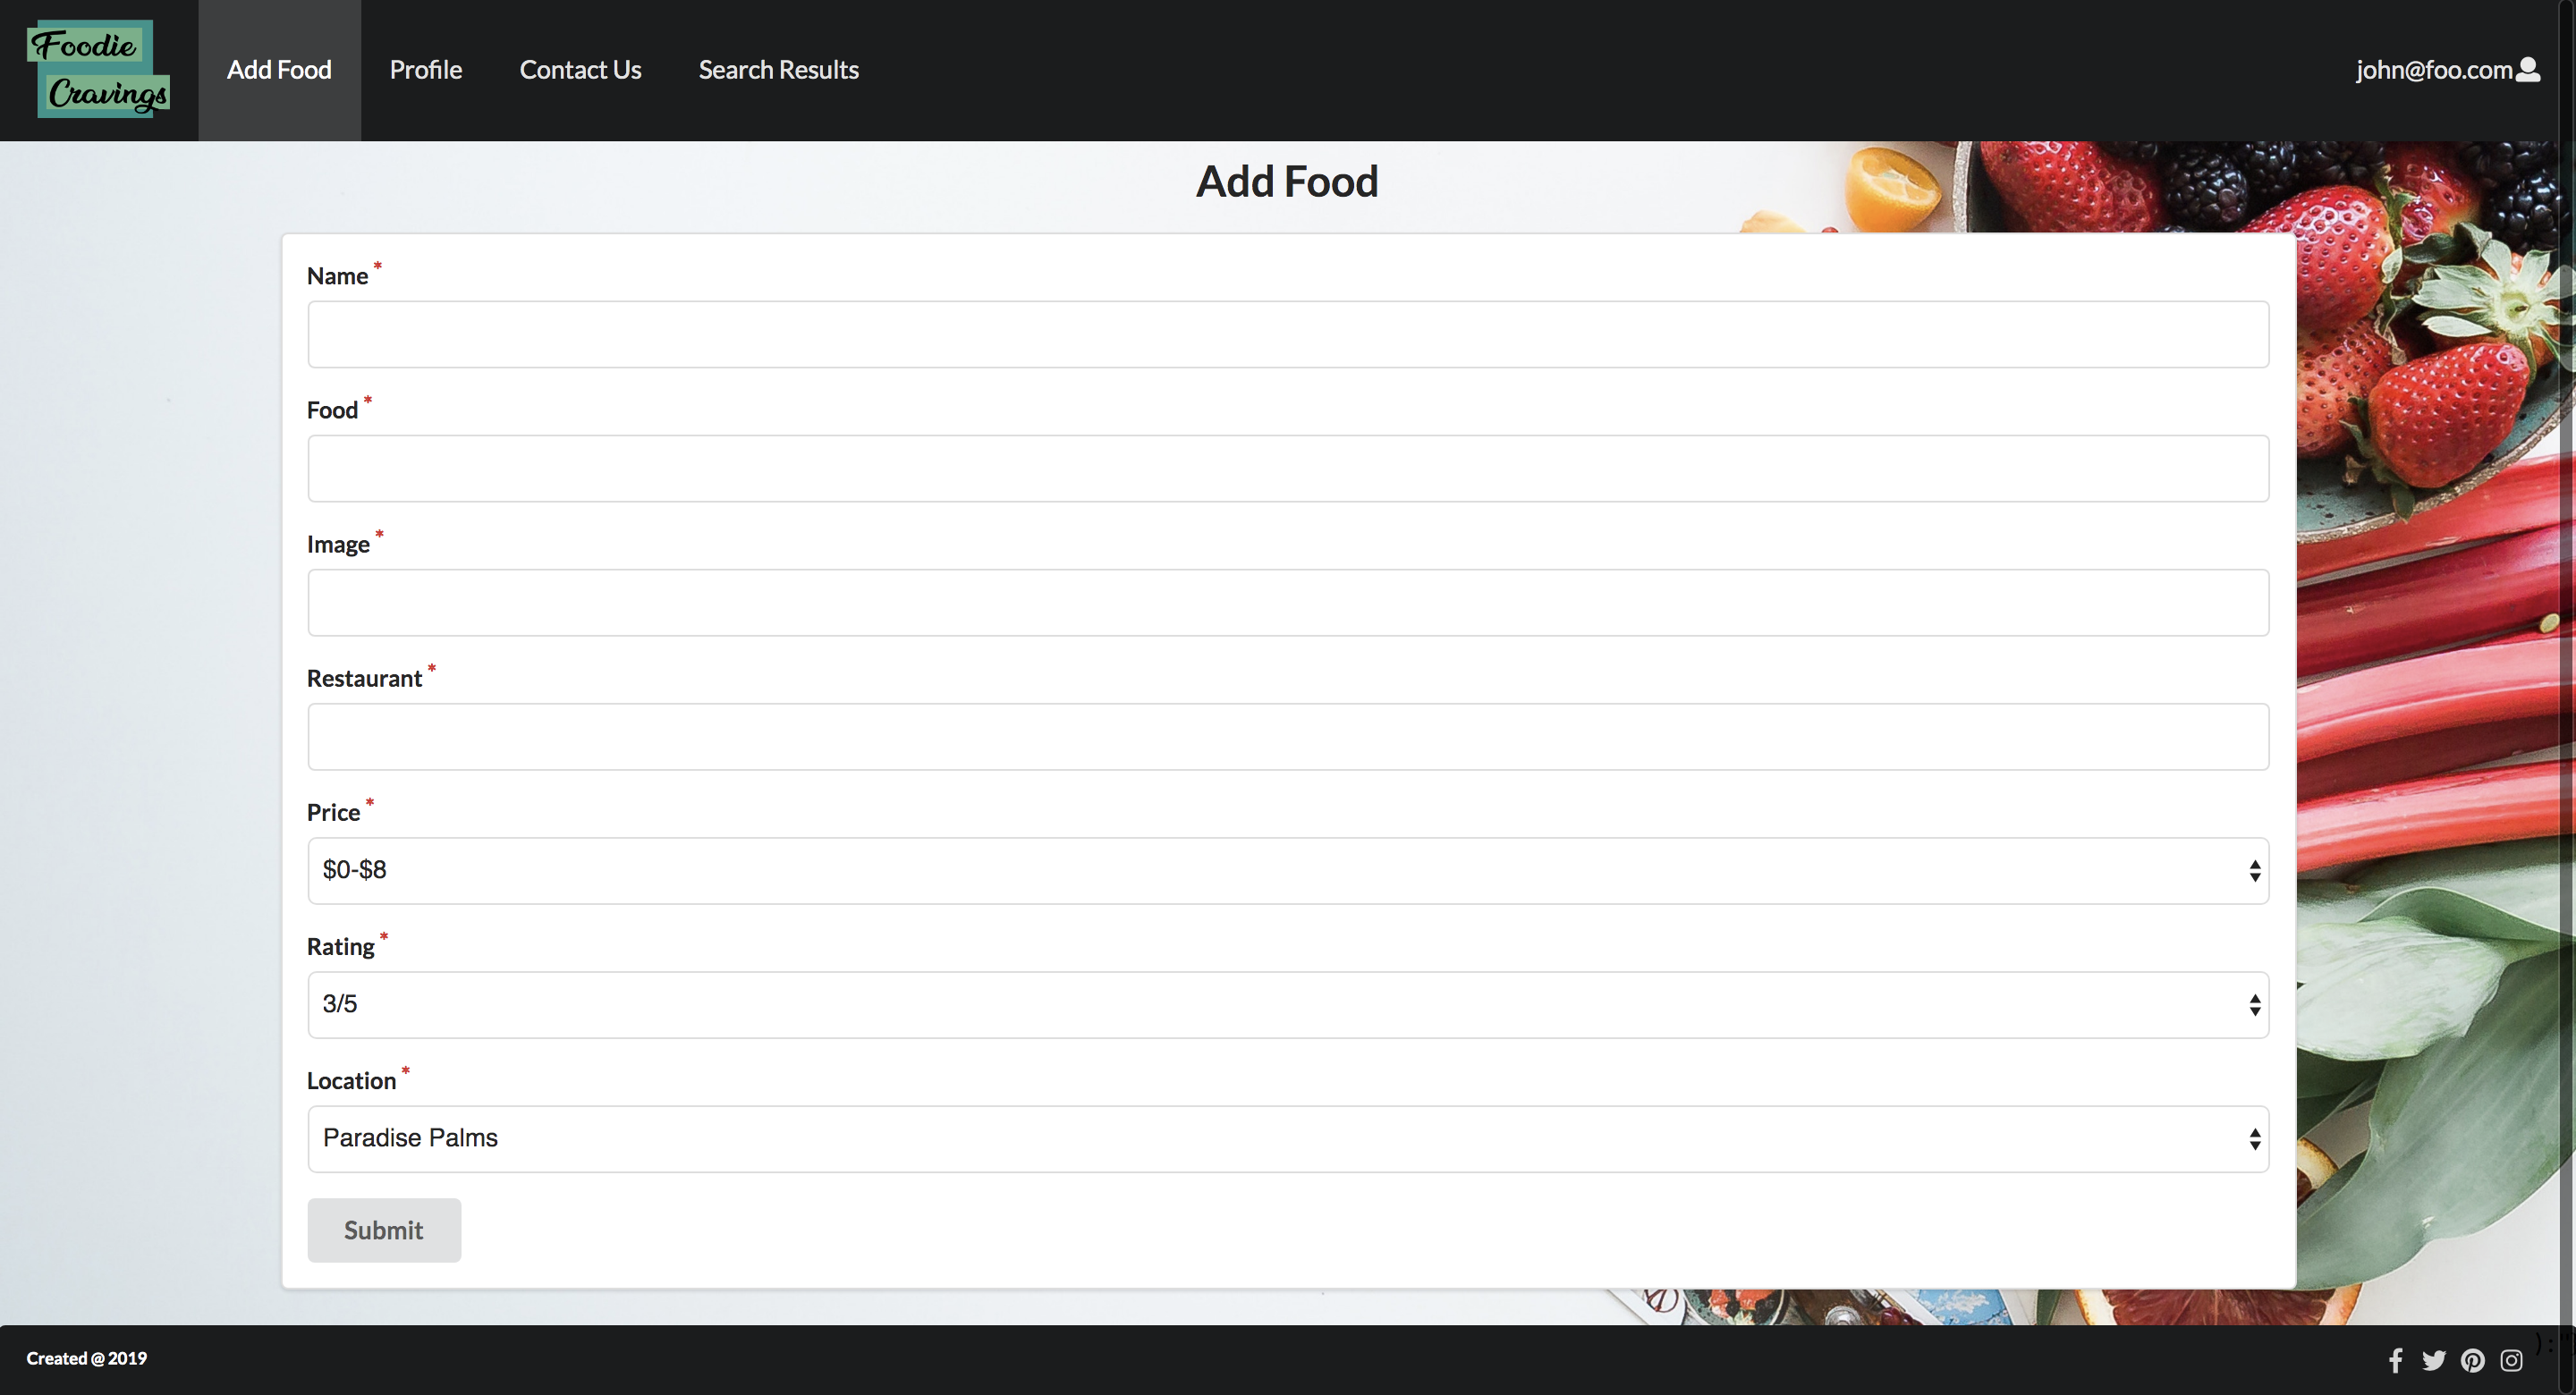 Foodie
Cravings
Add Food
Profile
Contact Us
Search Results
john@foo.com
Add Food
Name *
Food *
Image *
Restaurant *
Price *
$0-$8
Rating *
3/5
Location *
Paradise Palms
Submit
Created @ 2019